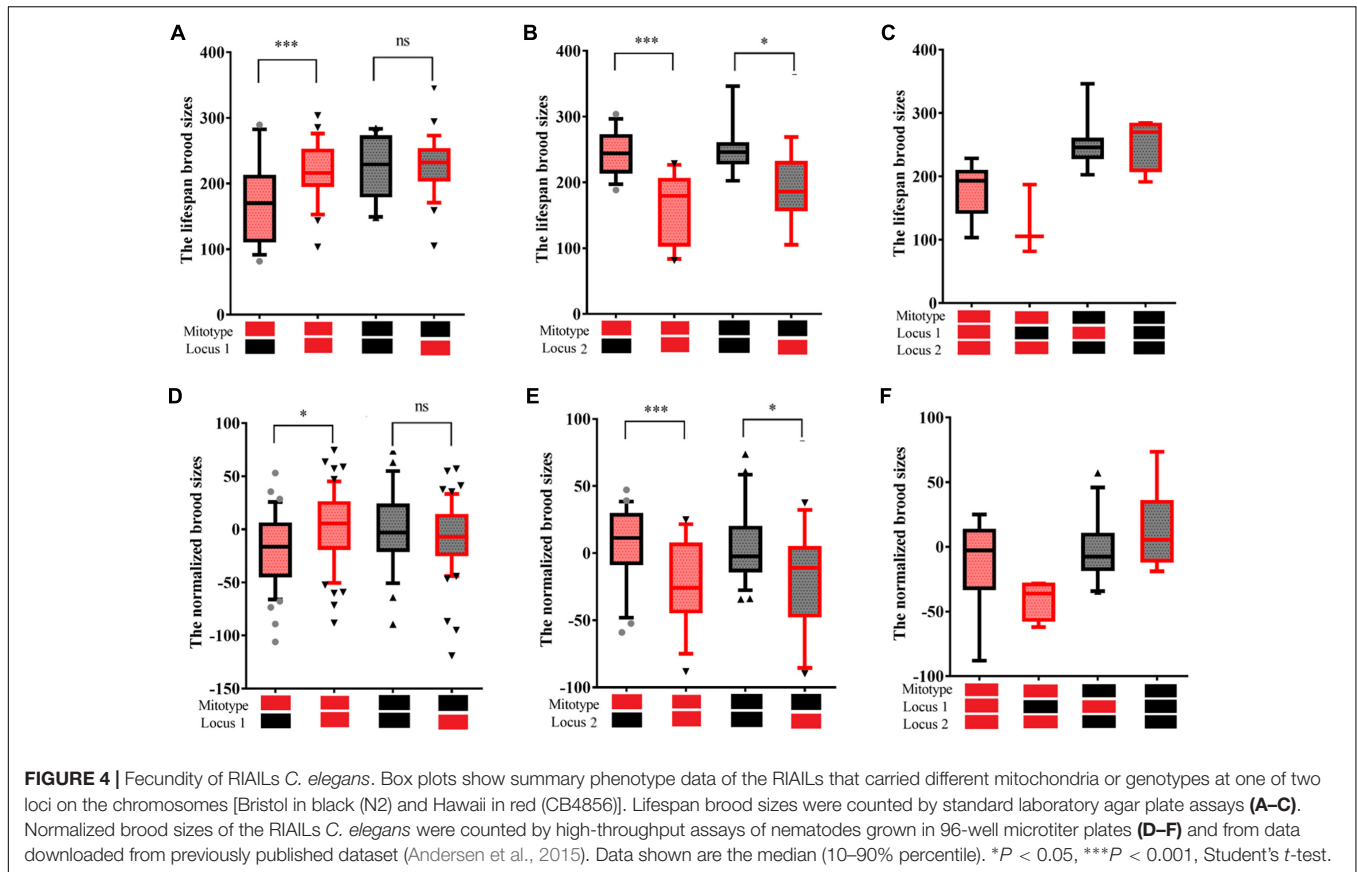 A
***
ns
The lifespan brood sizes
400
300
200
100
0
Mitotype
Locus 1
B
***
*
The lifespan brood sizes
400
300
200
100
0
Mitotype
Locus 2
C
The lifespan brood sizes
400
300
200
100
0
Mitotype
Locus 1
Locus 2
D
*
ns
The normalized brood sizes
100
50
0
-50
-100
-150
Mitotype
Locus 1
E
***
*
The normalized brood sizes
100
50
0
-50
-100
Mitotype
Locus 2
F
The normalized brood sizes
100
50
0
-50
-100
Mitotype
Locus 1
Locus 2
FIGURE 4 | Fecundity of RIAILs C. elegans. Box plots show summary phenotype data of the RIAILs that carried different mitochondria or genotypes at one of two
loci on the chromosomes [Bristol in black (N2) and Hawaii in red (CB4856)]. Lifespan brood sizes were counted by standard laboratory agar plate assays (A–C).
Normalized brood sizes of the RIAILs C. elegans were counted by high-throughput assays of nematodes grown in 96-well microtiter plates (D–F) and from data
downloaded from previously published dataset (Andersen et al., 2015). Data shown are the median (10–90% percentile). *P < 0.05, ***P < 0.001, Student's t-test.